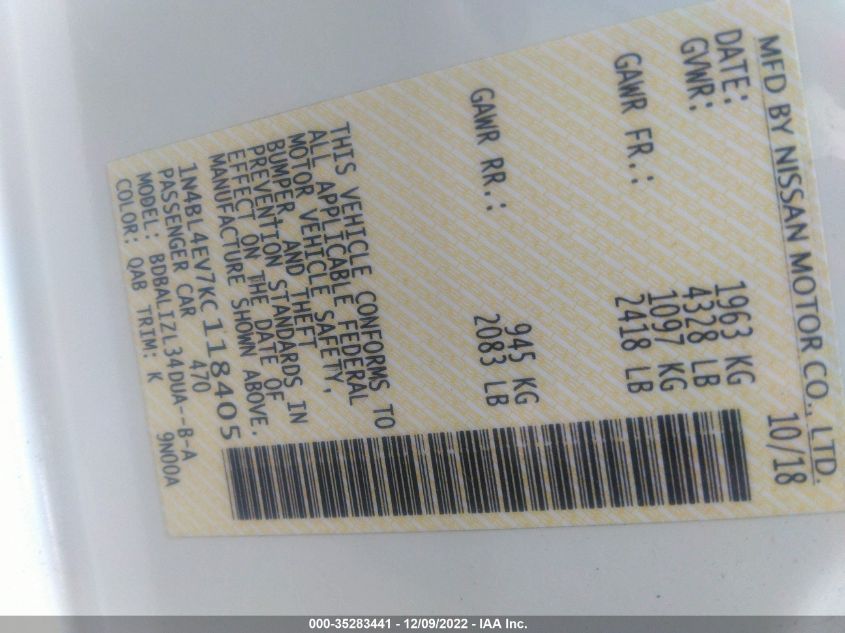 MFD BY NISSAN MOTOR CO., LTD.
DATE: 10/18
GVWR: 1963 KG
4328 LB
GAWR FR.: 1097 KG
2418 LB
GAWR RR.: 945 KG
2083 LB
THIS VEHICLE CONFORMS TO
ALL APPLICABLE FEDERAL
MOTOR VEHICLE SAFETY,
BUMPER, AND THEFT
PREVENTION STANDARDS IN
EFFECT ON THE DATE OF
MANUFACTURE SHOWN ABOVE.
1N4BL4EV7KC118405
PASSENGER CAR 470
MODEL: BDBALIZL34DUA--B-A
COLOR: QAB TRIM: K 9N00A
000-35283441 - 12/09/2022 - IAA Inc.